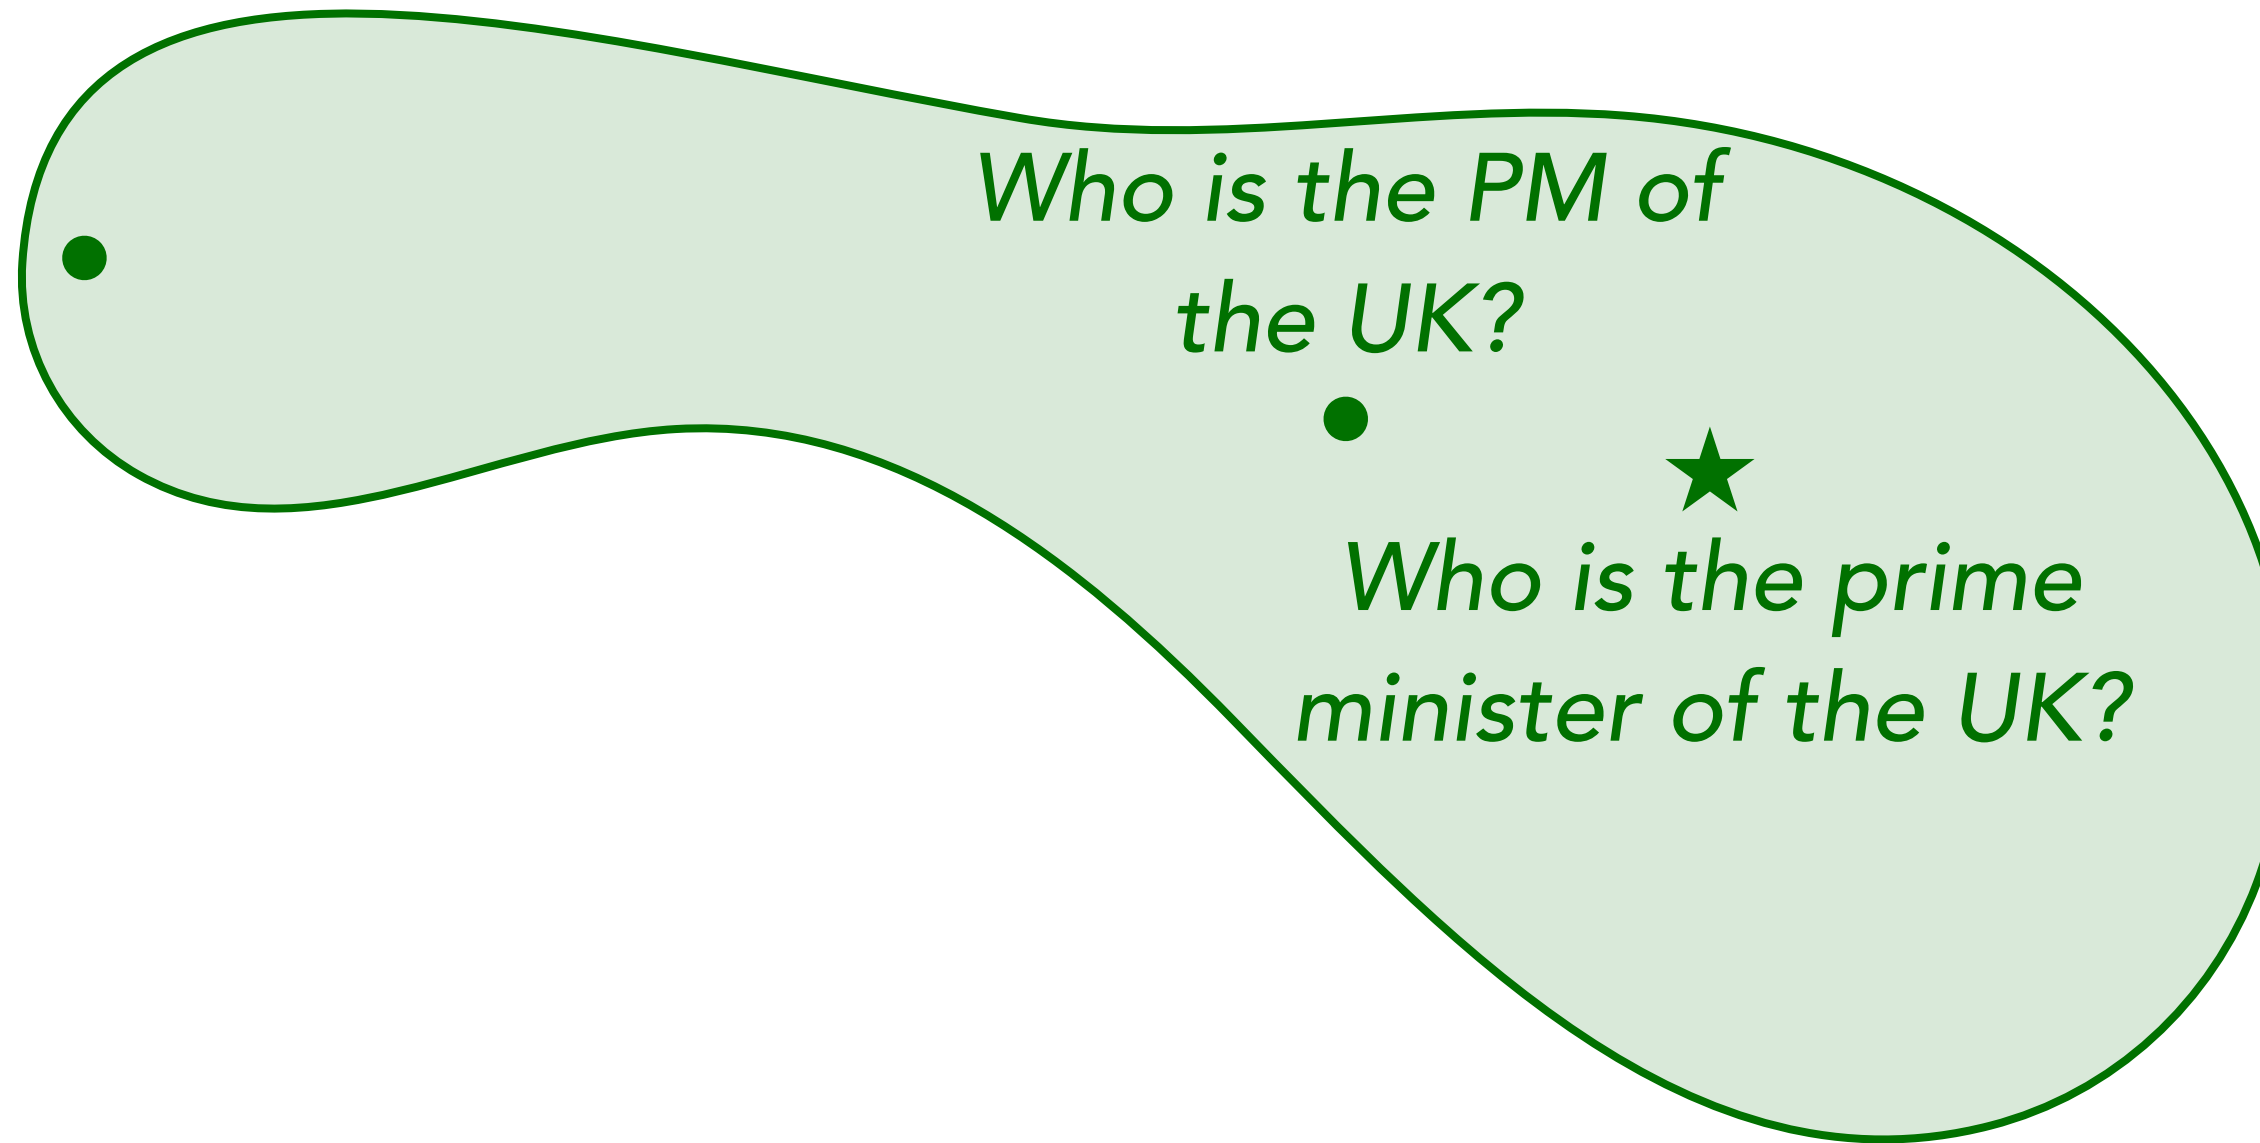 Who is the PM of
the UK?
Who is the prime
minister of the UK?